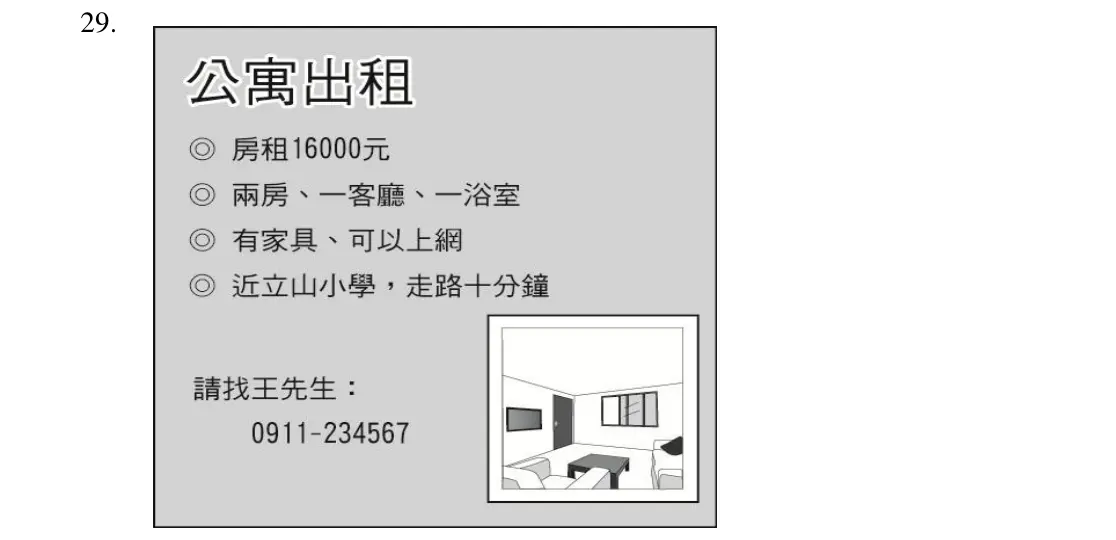 29.
公寓出租
◎ 房租16000元
◎ 兩房、一客廳、一浴室
◎ 有家具、可以上網
◎ 近立山小學，走路十分鐘
請找王先生：
0911-234567